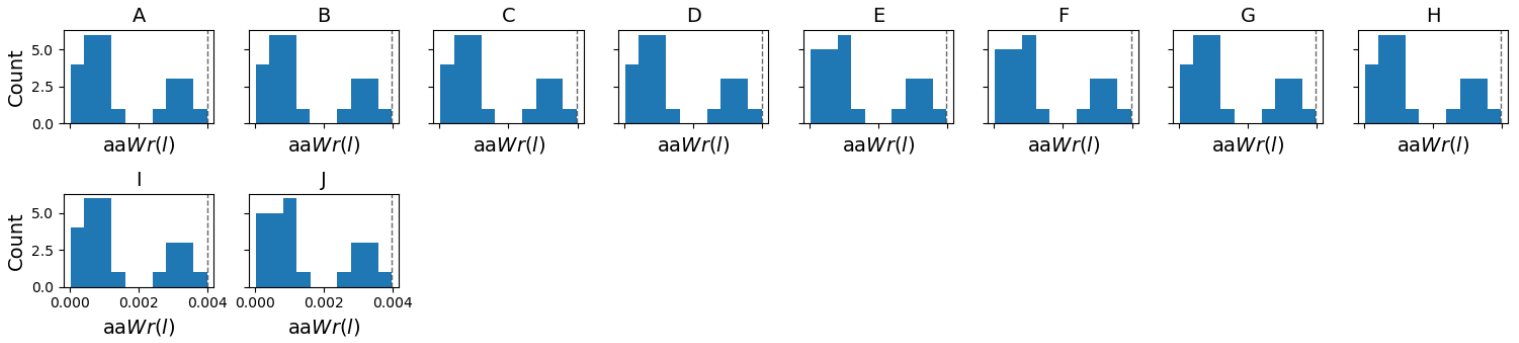 A B C D E F G H
5.0
2.5
0.0
Count
aaWr(l) aaWr(l) aaWr(l) aaWr(l) aaWr(l) aaWr(l) aaWr(l) aaWr(l)
I J
5.0
2.5
0.0
Count
0.000 0.002 0.004 0.000 0.002 0.004
aaWr(l) aaWr(l)